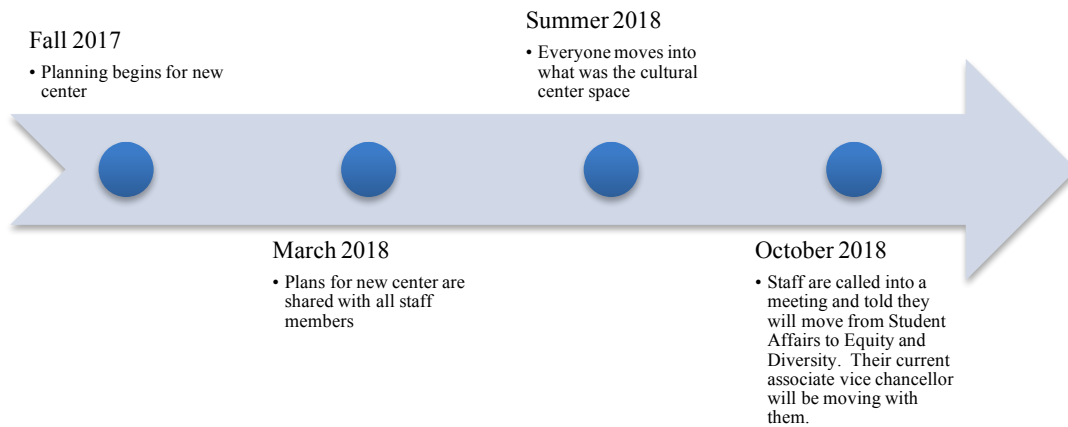 Fall 2017
• Planning begins for new
center
March 2018
• Plans for new center are
shared with all staff
members
Summer 2018
• Everyone moves into
what was the cultural
center space
October 2018
• Staff are called into a
meeting and told they
will move from Student
Affairs to Equity and
Diversity.  Their current
associate vice chancellor
will be moving with
them.